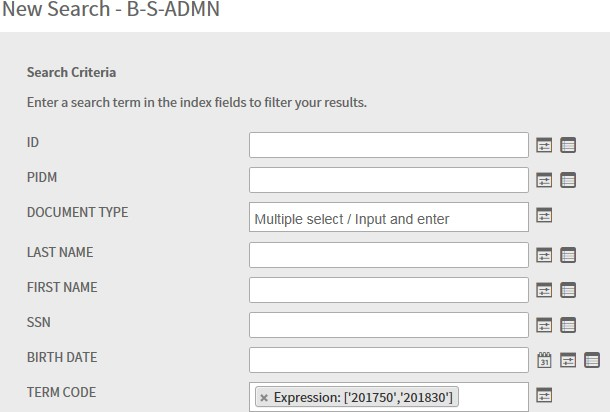 New Search - B-S-ADMN
Search Criteria
Enter a search term in the index fields to filter your results.
ID
PIDM
DOCUMENT TYPE Multiple select / Input and enter
LAST NAME
FIRST NAME
SSN
BIRTH DATE 31
TERM CODE × Expression: ['201750','201830']